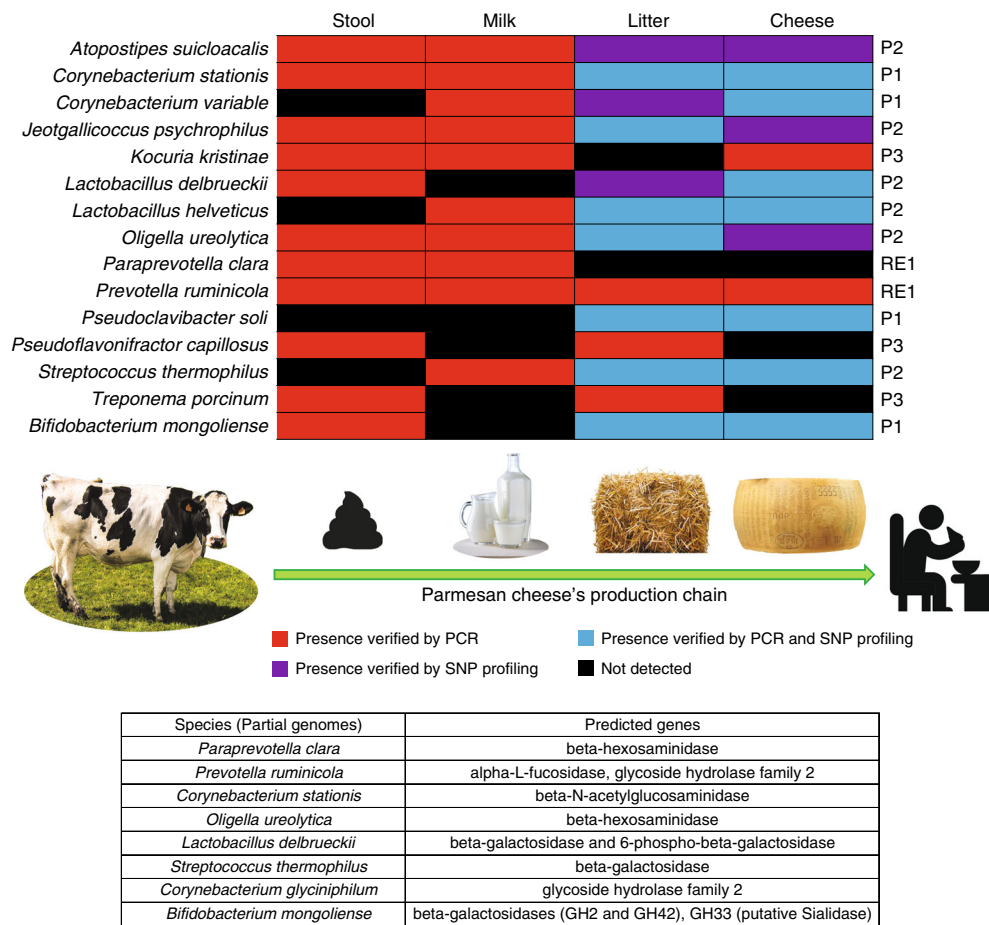 Stool Milk Litter Cheese
Atopostipes suicloacalis P2
Corynebacterium stationis P1
Corynebacterium variable P1
Jeotgallicoccus psychrophilus P2
Kocuria kristinae P3
Lactobacillus delbrueckii P2
Lactobacillus helveticus P2
Oligella ureolytica P2
Paraprevotella clara RE1
Prevotella ruminicola RE1
Pseudoclavibacter soli P1
Pseudoflavonifractor capillosus P3
Streptococcus thermophilus P2
Treponema porcinum P3
Bifidobacterium mongoliense P1
Parmesan cheese's production chain
Presence verified by PCR Presence verified by PCR and SNP profiling
Presence verified by SNP profiling Not detected
Species (Partial genomes) Predicted genes
Paraprevotella clara beta-hexosaminidase
Prevotella ruminicola alpha-L-fucosidase, glycoside hydrolase family 2
Corynebacterium stationis beta-N-acetylglucosaminidase
Oligella ureolytica beta-hexosaminidase
Lactobacillus delbrueckii beta-galactosidase and 6-phospho-beta-galactosidase
Streptococcus thermophilus beta-galactosidase
Corynebacterium glyciniphilum glycoside hydrolase family 2
Bifidobacterium mongoliense beta-galactosidases (GH2 and GH42), GH33 (putative Sialidase)